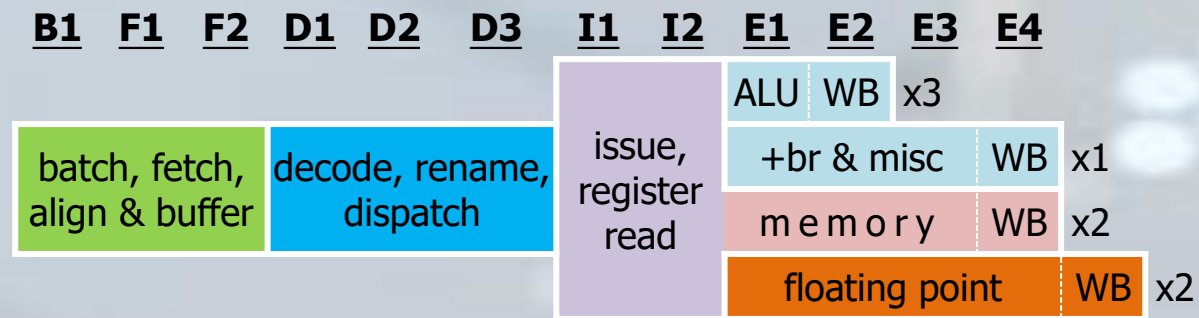 B1 F1 F2 D1 D2 D3 I1 I2 E1 E2 E3 E4
ALU WB x3
batch, fetch,
align & buffer
decode, rename,
dispatch
issue,
register
read
+br & misc WB x1
memory WB x2
floating point WB x2